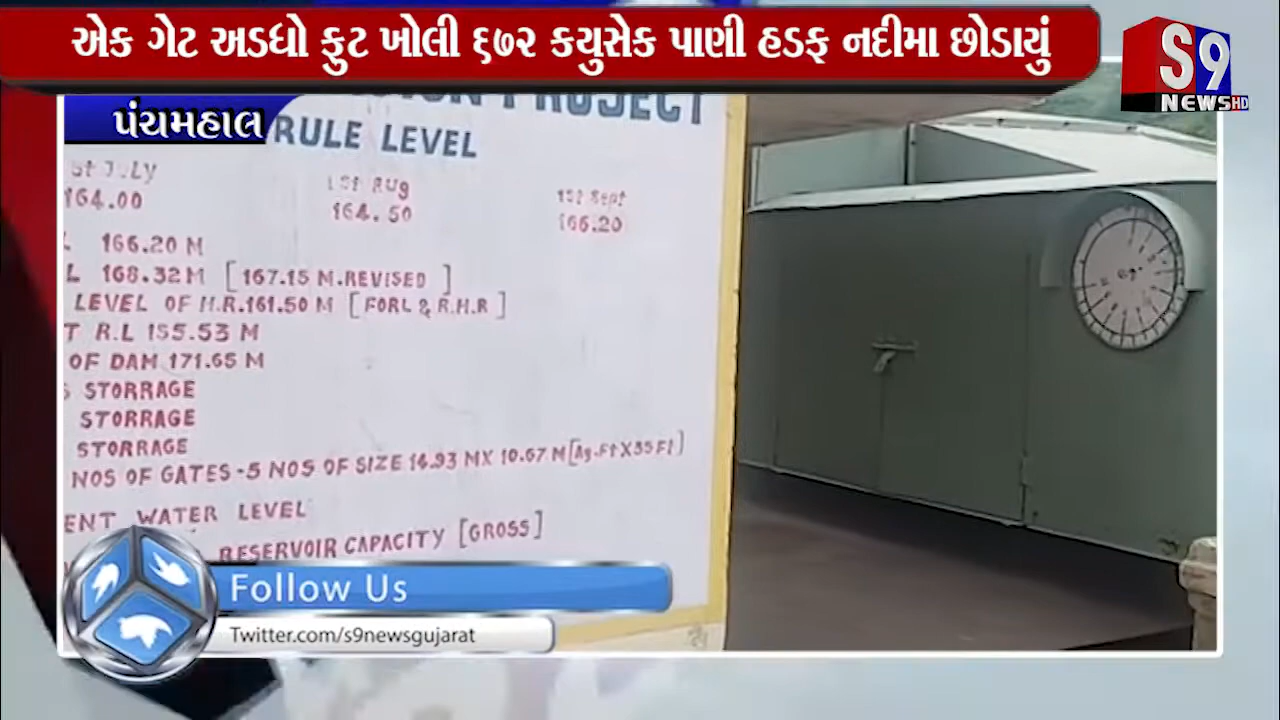 એક ગેટ અડધો ફુટ ખોલી ૬૭૨ કયુસેક પાણી હડફ નદીમા છોડાયું
S9
NEWS HD
પંચમહાલ
PROJECT
RULE LEVEL
JULY 1st Aug 1st Sept
164.00 164.50 166.20
166.20 M
168.32 M [167.15 M.REVISED]
LEVEL OF H.R.161.50 M [FORL & R.H.R]
R.L 155.53 M
OF DAM 171.65 M
STORRAGE
STORRAGE
STORRAGE
NOS OF GATES -5 NOS OF SIZE 14.93 MX 10.67 M
WATER LEVEL
RESERVOIR CAPACITY [GROSS]
Follow Us
Twitter.com/s9newsgujarat